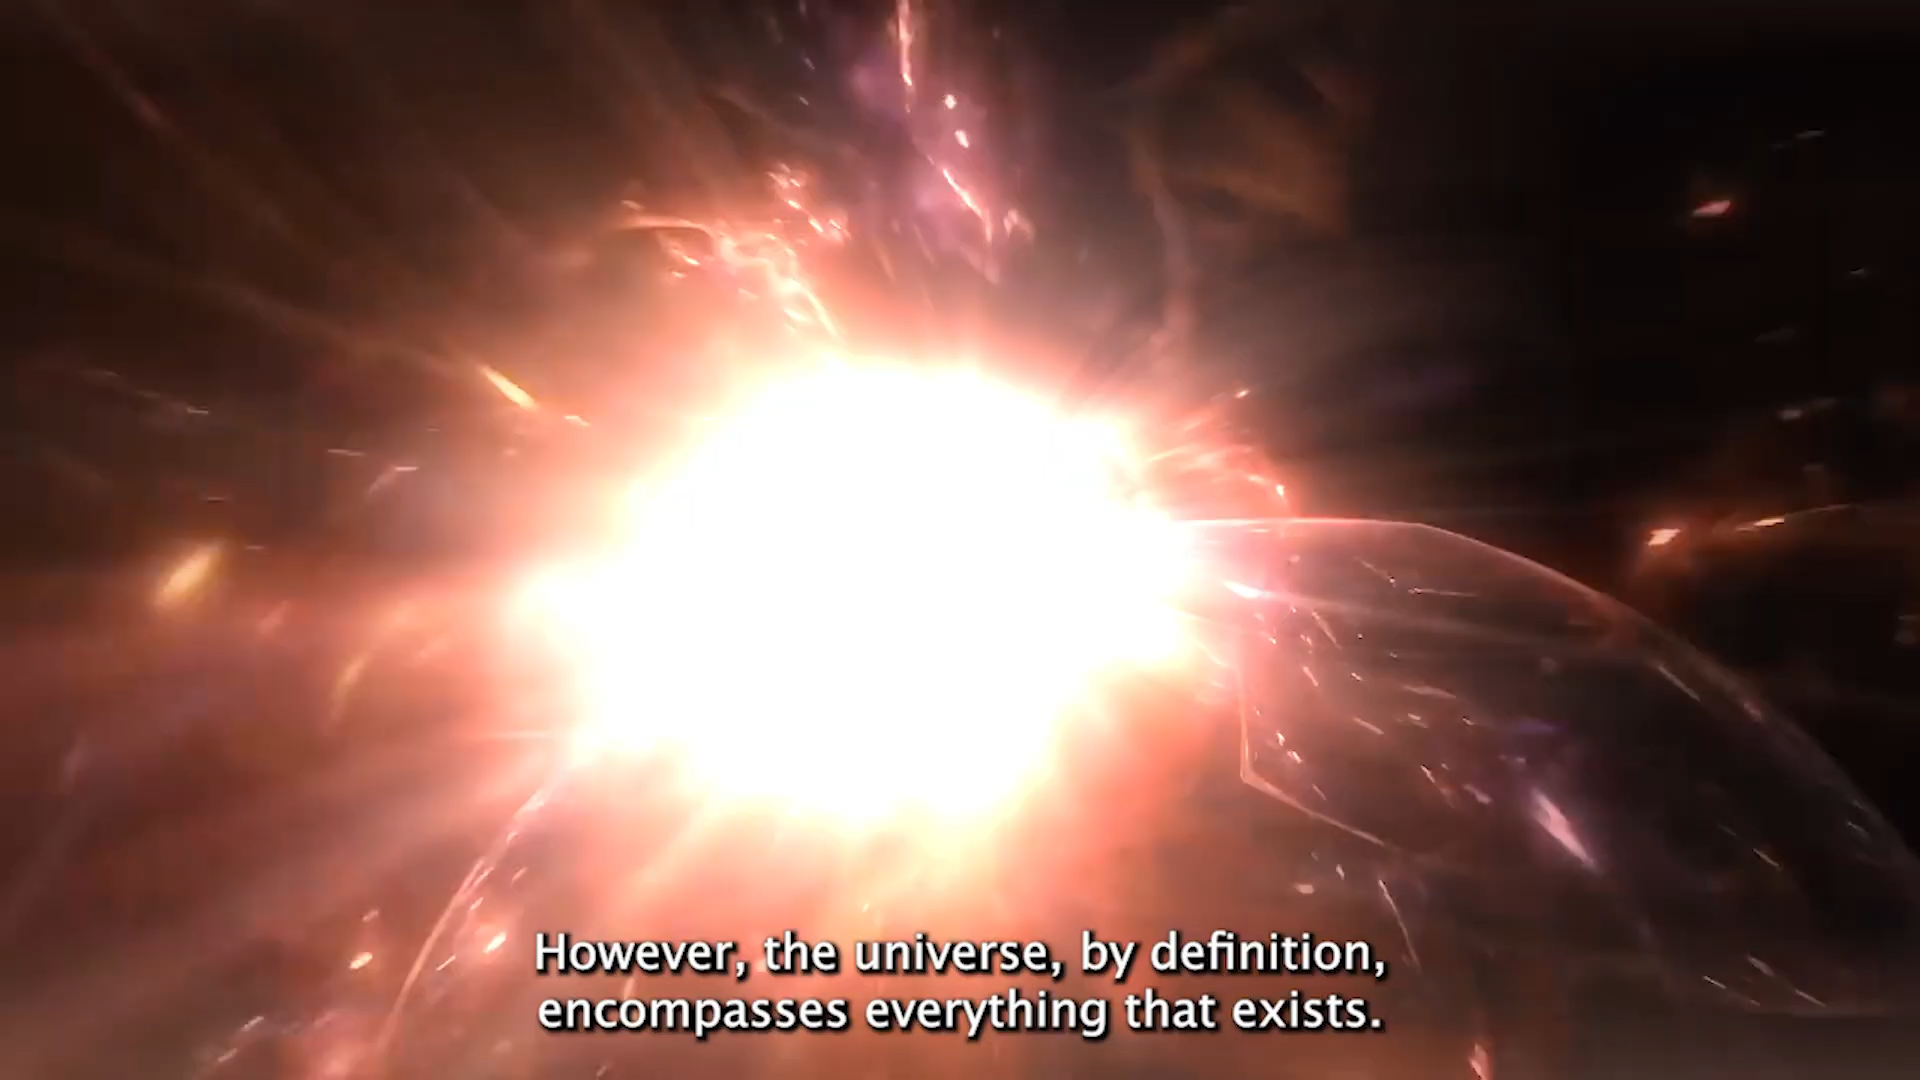 However, the universe, by definition,
encompasses everything that exists.